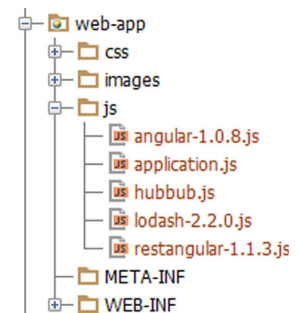 web-app
css
images
js
angular-1.0.8.js
application.js
hubbub.js
lodash-2.2.0.js
restangular-1.1.3.js
META-INF
WEB-INF